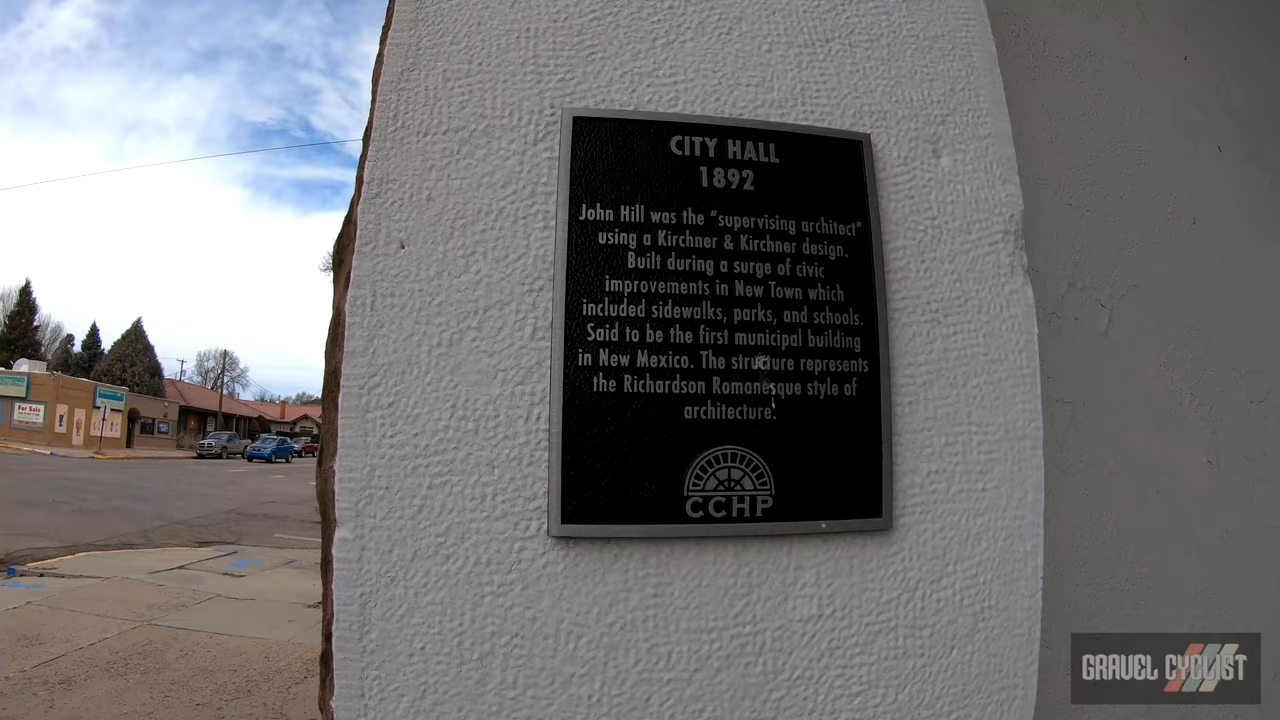 CITY HALL
1892
John Hill was the “supervising architect”
using a Kirchner & Kirchner design.
Built during a surge of civic
improvements in New Town which
included sidewalks, parks, and schools.
Said to be the first municipal building
in New Mexico. The structure represents
the Richardson Romanesque style of
architecture.
CCHP
For Sale
GRAVEL CYCLIST